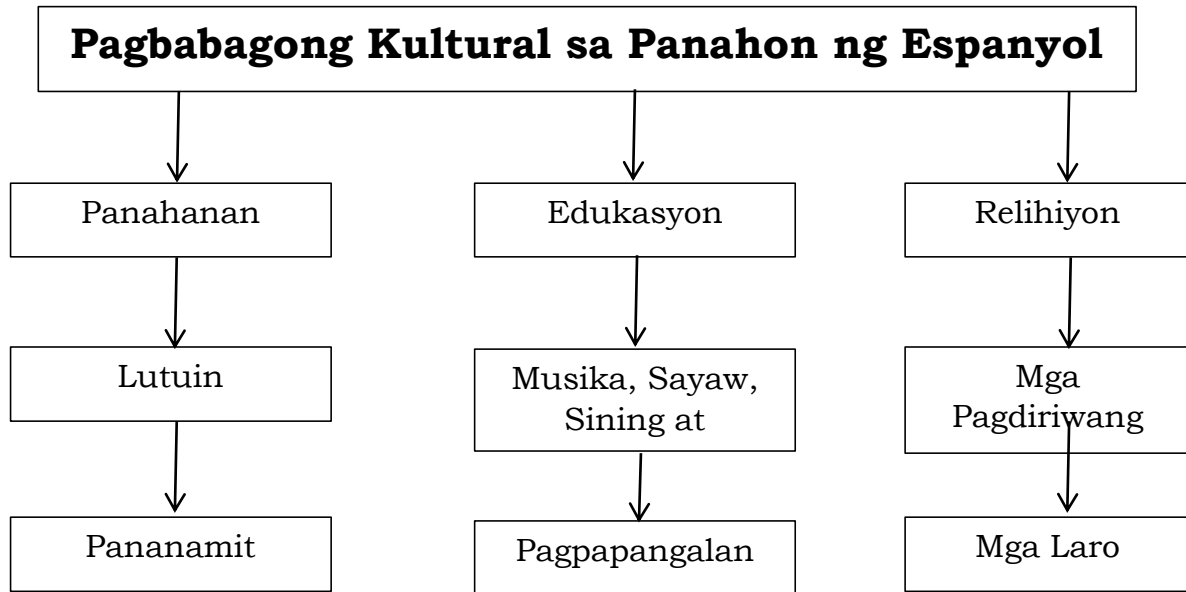 Pagbabagong Kultural sa Panahon ng Espanyol
Panahanan
Edukasyon
Relihiyon
Lutuin
Musika, Sayaw,
Sining at
Mga
Pagdiriwang
Pananamit
Pagpapangalan
Mga Laro